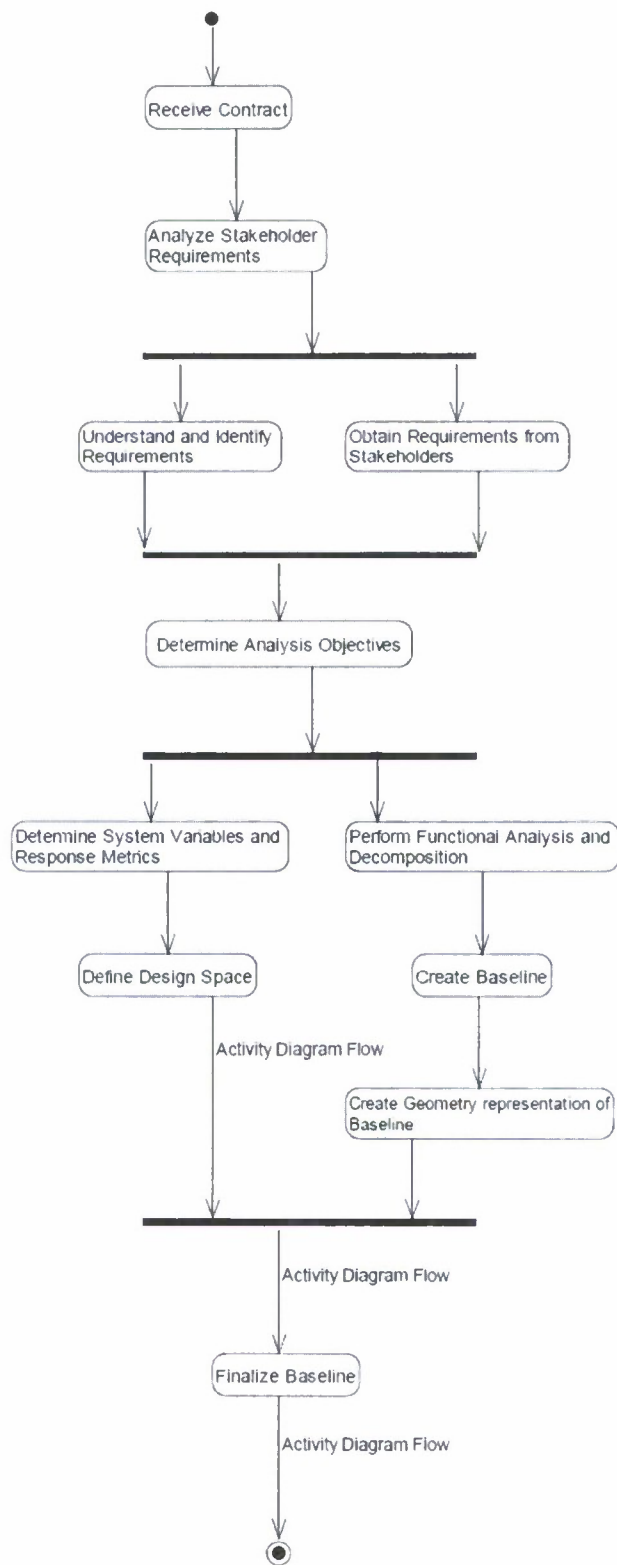 Receive Contract
Analyze Stakeholder
Requirements
Understand and Identify
Requirements
Obtain Requirements from
Stakeholders
Determine Analysis Objectives
Determine System Variables and
Response Metrics
Perform Functional Analysis and
Decomposition
Define Design Space
Create Baseline
Activity Diagram Flow
Create Geometry representation of
Baseline
Activity Diagram Flow
Finalize Baseline
Activity Diagram Flow